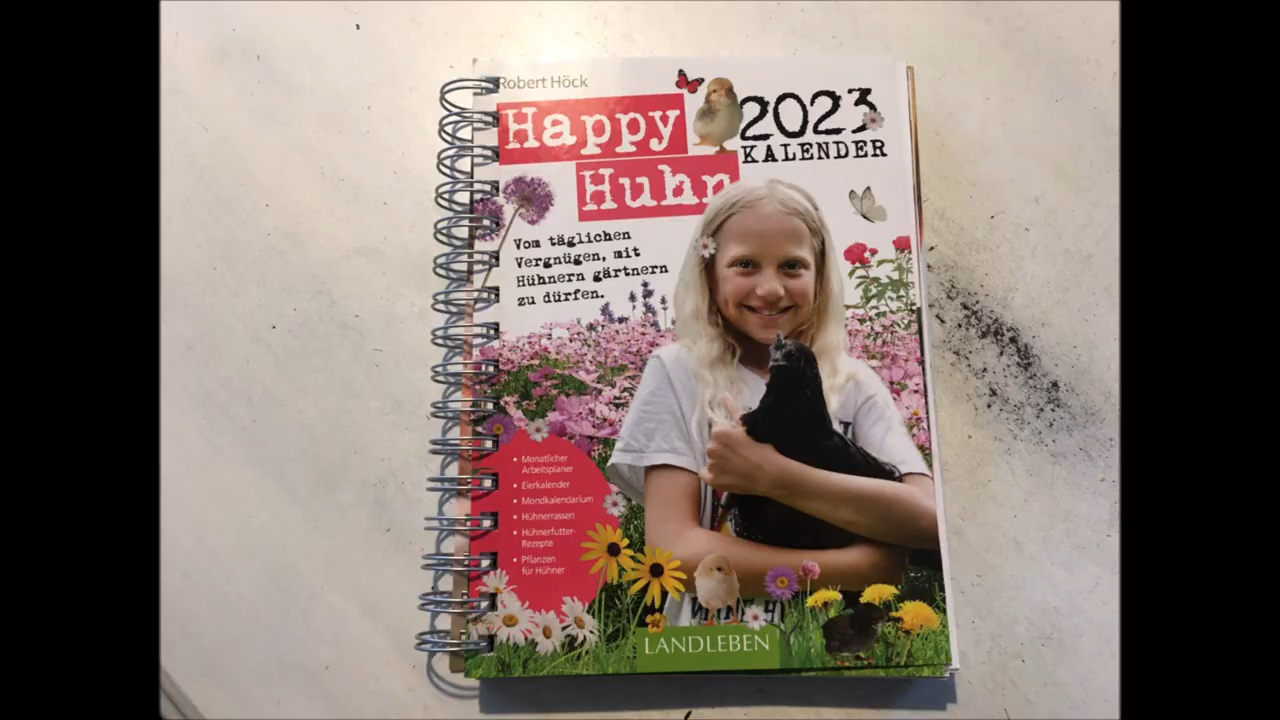 Robert Höck
Happy
Huhn
2023
KALENDER
Vom täglichen
Vergnügen, mit
Hühnern gärtnern
zu dürfen.
• Monatlicher
Arbeitsplaner
• Eierkalender
• Mondkalendarium
• Hühnerrassen
• Hühnerfutter-
Rezepte
• Pflanzen
für Hühner
LANDLEBEN